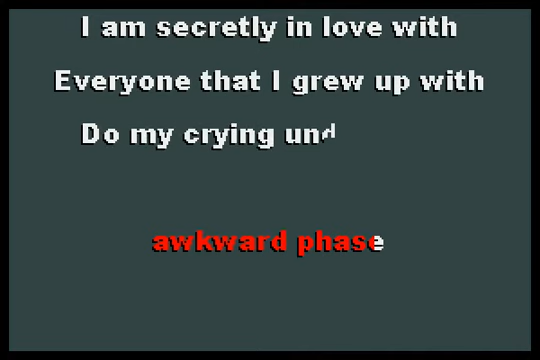 I am secretly in love with
Everyone that I grew up with
Do my crying und
awkward phase